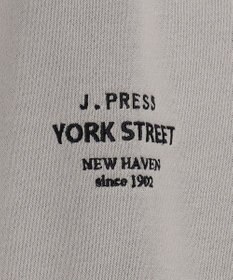 J. PRESS
YORK STREET
NEW HAVEN
since 1902